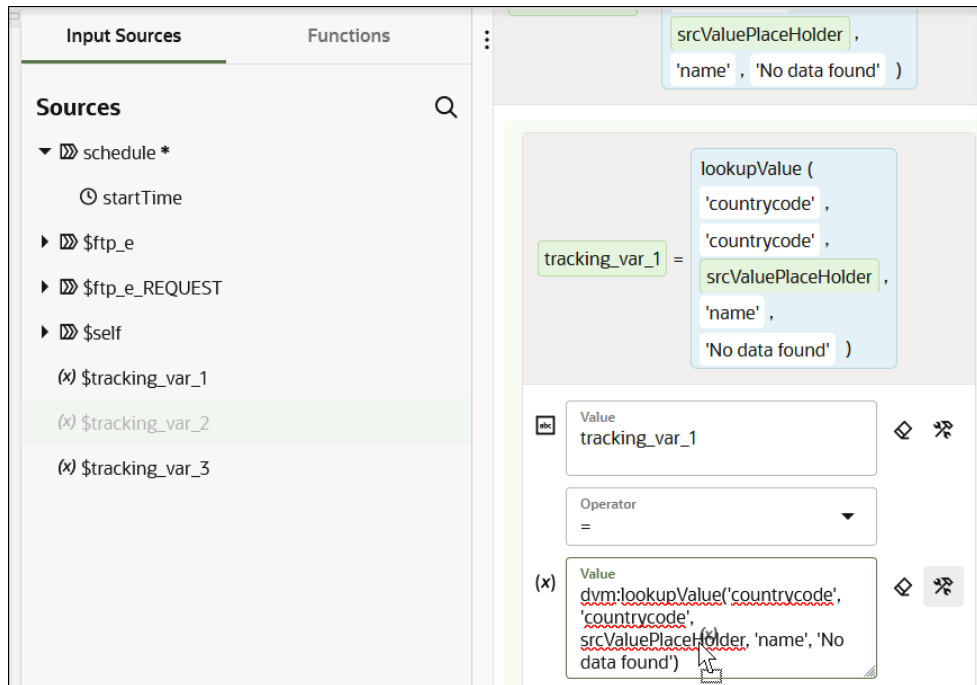 Input Sources
Functions
Sources
schedule *
startTime
$ftp_e
$ftp_e_REQUEST
$self
(x) $tracking_var_1
(x) $tracking_var_2
(x) $tracking_var_3
srcValuePlaceHolder ,
'name' , 'No data found' )
lookupValue (
'countrycode' ,
'countrycode' ,
tracking_var_1 =
srcValuePlaceHolder ,
'name' ,
'No data found' )
abc
Value
tracking_var_1
Operator
=
(x)
Value
dvm:lookupValue('countrycode',
'countrycode',
srcValuePlaceHolder, 'name', 'No
data found')
(x)